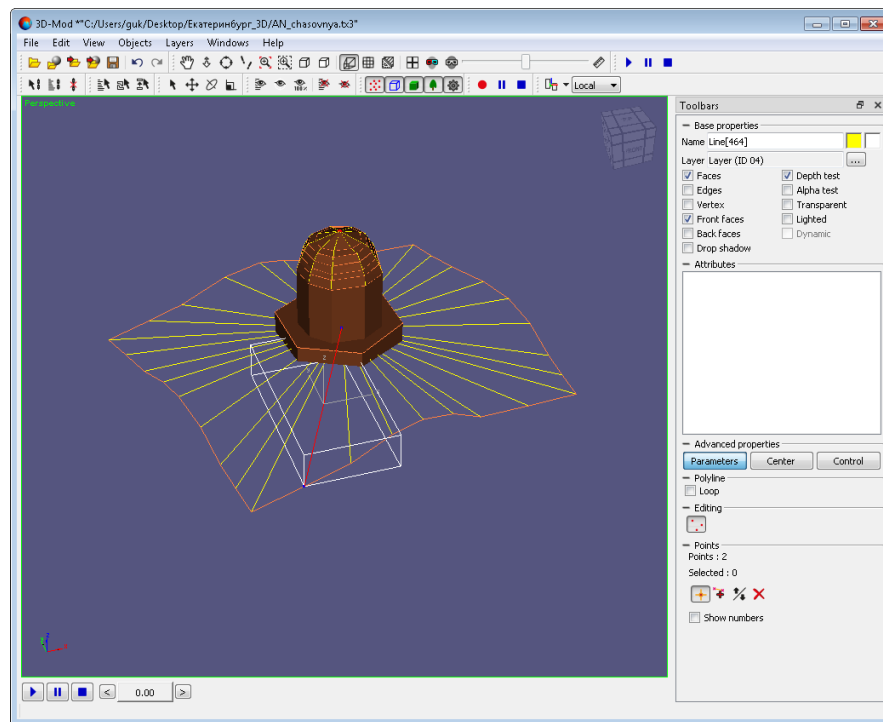 3D-Mod *"C:/Users/guk/Desktop/Екатеринбург_3D/AN_chasovnya.tx3"
File Edit View Objects Layers Windows Help
100%
Local
Perspective
Toolbars
Base properties
Name Line[464]
Layer Layer (ID 04) ...
Faces Depth test
Edges Alpha test
Vertex Transparent
Front faces Lighted
Back faces Dynamic
Drop shadow
Attributes
Advanced properties
Parameters Center Control
Polyline
Loop
Editing
Points
Points : 2
Selected : 0
Show numbers
2
< 0.00 >